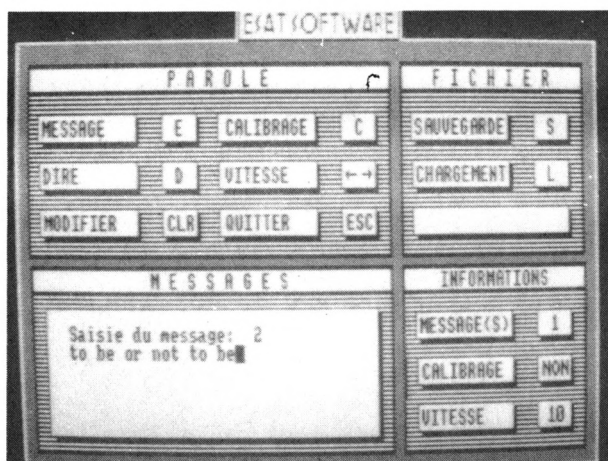 ESAT SOFTWARE
PAROLE
MESSAGE E CALIBRAGE C
DIRE D VITESSE ← →
MODIFIER CLR QUITTER ESC
FICHIER
SAUVEGARDE S
CHARGEMENT L
MESSAGES
Saisie du message: 2
to be or not to be
INFORMATIONS
MESSAGE(S) 1
CALIBRAGE NON
VITESSE 10